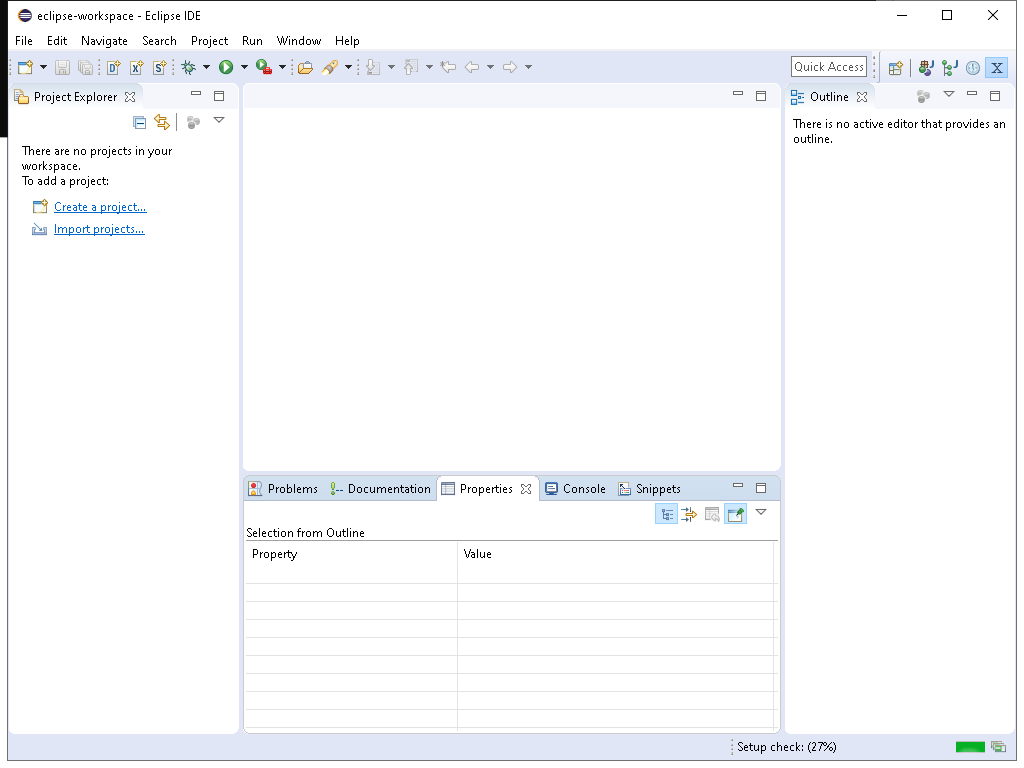 eclipse-workspace - Eclipse IDE
File Edit Navigate Search Project Run Window Help
Quick Access
Project Explorer
There are no projects in your
workspace.
To add a project:
Create a project...
Import projects...
Outline
There is no active editor that provides an
outline.
Problems Documentation Properties Console Snippets
Selection from Outline
Property Value
Setup check: (27%)